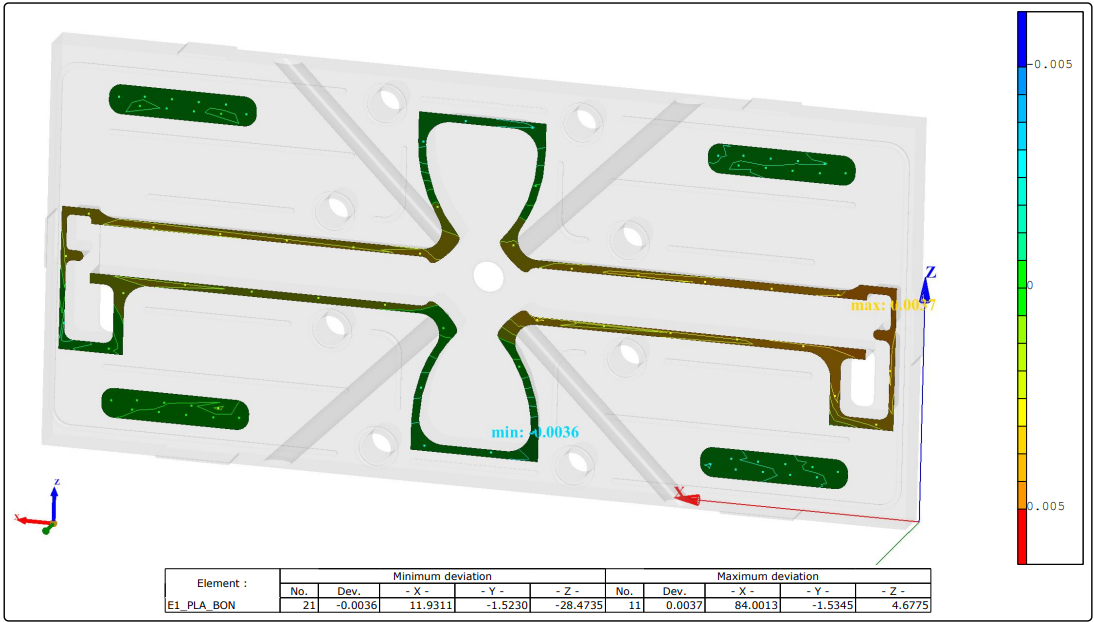 -0.005
Z
0
max: 0.0037
min: -0.0036
X
0.005
Z
X
Element :
Minimum deviation
Maximum deviation
No. Dev. - X - - Y - - Z - No. Dev. - X - - Y - - Z -
E1_PLA_BON 21 -0.0036 11.9311 -1.5230 -28.4735 11 0.0037 84.0013 -1.5345 4.6775